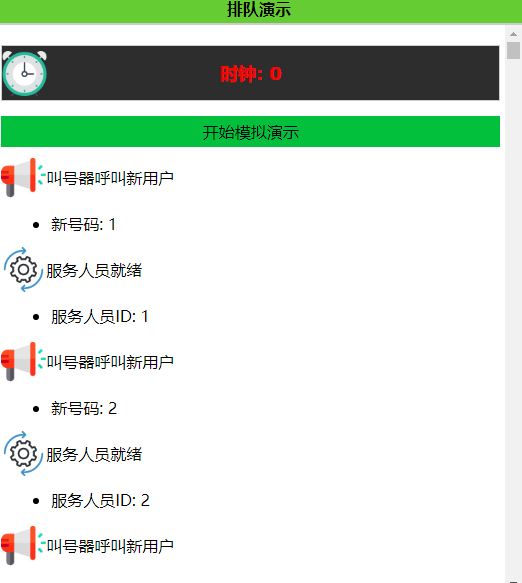 排队演示
时钟: 0
开始模拟演示
叫号器呼叫新用户
新号码: 1
服务人员就绪
服务人员ID: 1
叫号器呼叫新用户
新号码: 2
服务人员就绪
服务人员ID: 2
叫号器呼叫新用户